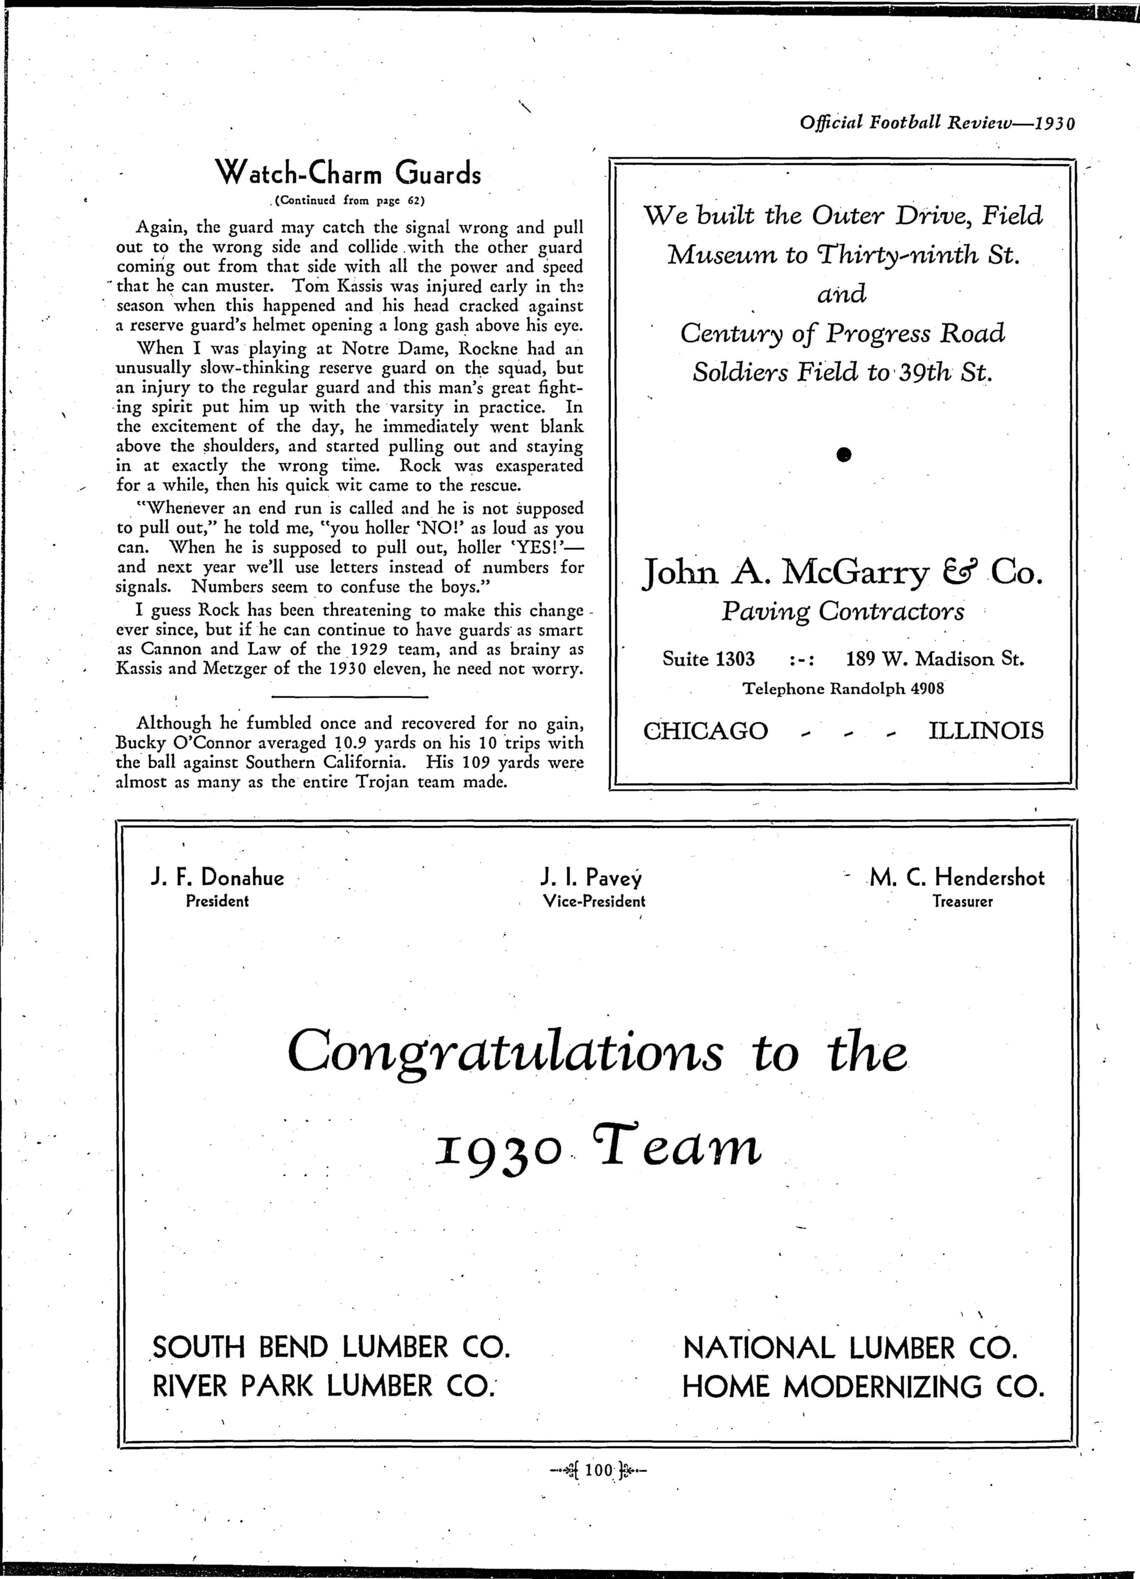 Official Football Review—1930
Watch-Charm Guards
(Continued from page 62)
Again, the guard may catch the signal wrong and pull
out to the wrong side and collide with the other guard
coming out from that side with all the power and speed
that he can muster. Tom Kassis was injured early in the
season when this happened and his head cracked against
a reserve guard's helmet opening a long gash above his eye.
When I was playing at Notre Dame, Rockne had an
unusually slow-thinking reserve guard on the squad, but
an injury to the regular guard and this man's great fight-
ing spirit put him up with the varsity in practice. In
the excitement of the day, he immediately went blank
above the shoulders, and started pulling out and staying
in at exactly the wrong time. Rock was exasperated
for a while, then his quick wit came to the rescue.
"Whenever an end run is called and he is not supposed
to pull out," he told me, "you holler 'NO!' as loud as you
can. When he is supposed to pull out, holler 'YES!'—
and next year we'll use letters instead of numbers for
signals. Numbers seem to confuse the boys."
I guess Rock has been threatening to make this change
ever since, but if he can continue to have guards as smart
as Cannon and Law of the 1929 team, and as brainy as
Kassis and Metzger of the 1930 eleven, he need not worry.
Although he fumbled once and recovered for no gain,
Bucky O'Connor averaged 10.9 yards on his 10 trips with
the ball against Southern California. His 109 yards were
almost as many as the entire Trojan team made.
We built the Outer Drive, Field
Museum to Thirty-ninth St.
and
Century of Progress Road
Soldiers Field to 39th St.
John A. McGarry & Co.
Paving Contractors
Suite 1303 :-: 189 W. Madison St.
Telephone Randolph 4908
CHICAGO - - - ILLINOIS
J. F. Donahue J. I. Pavey M. C. Hendershot
President Vice-President Treasurer
Congratulations to the
1930 Team
SOUTH BEND LUMBER CO. NATIONAL LUMBER CO.
RIVER PARK LUMBER CO. HOME MODERNIZING CO.
100